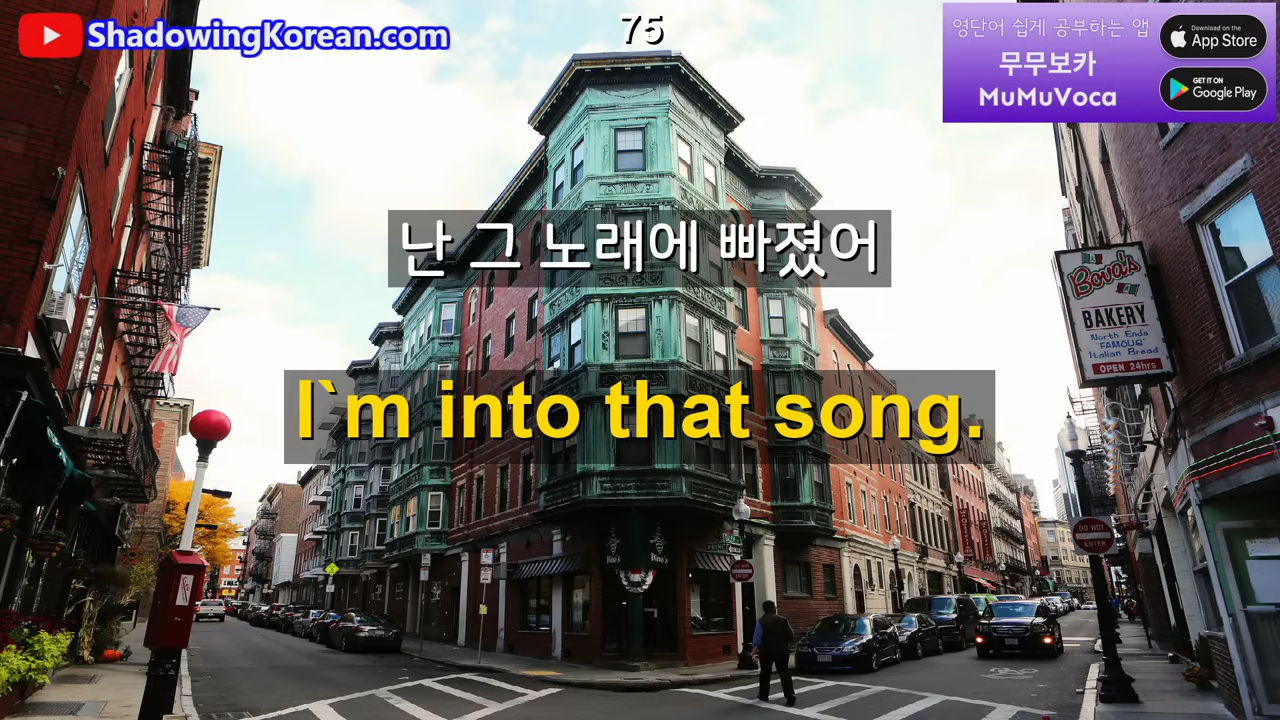 ShadowingKorean.com
75
영단어 쉽게 공부하는 앱
무무보카
MuMuVoca
Download on the
App Store
GET IT ON
Google Play
난 그 노래에 빠졌어
I`m into that song.
Bova's
BAKERY
North Ends
"FAMOUS"
Italian Bread
OPEN 24hrs
DO NOT
ENTER